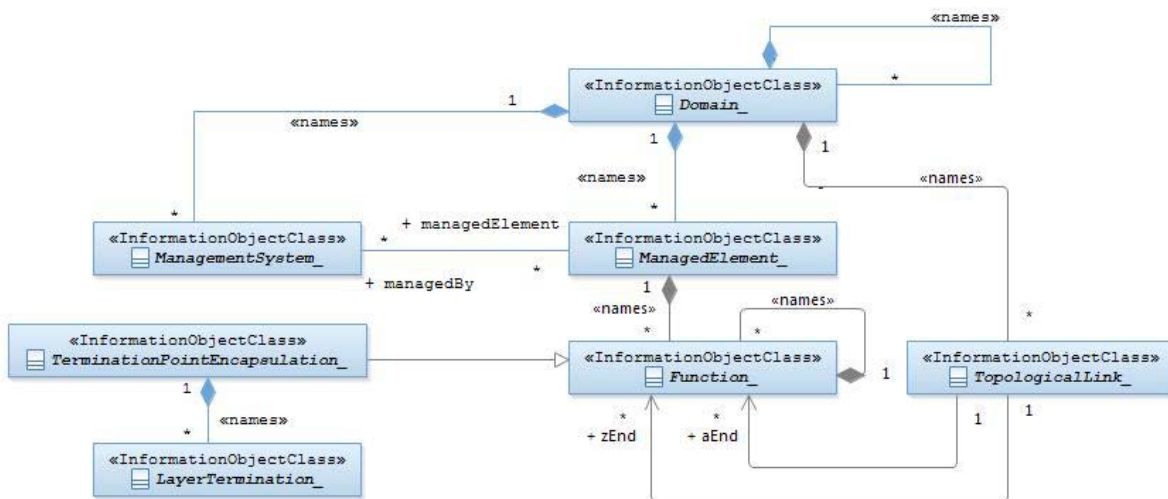 «names»
*
«InformationObjectClass»
Domain_
1
«names»
1
1
«names»
«names»
*
*
«InformationObjectClass»
ManagementSystem_
+ managedElement
*
*
+ managedBy
«InformationObjectClass»
ManagedElement_
1
«names»
*
«names»
*
1
*
«InformationObjectClass»
TerminationPointEncapsulation_
«InformationObjectClass»
Function_
«InformationObjectClass»
TopologicalLink_
1
«names»
*
*
+ zEnd
*
+ aEnd
1
1
«InformationObjectClass»
LayerTermination_